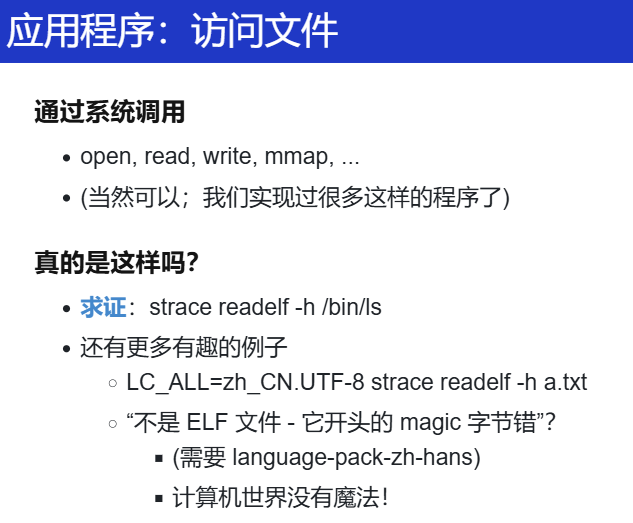 应用程序：访问文件
通过系统调用
• open, read, write, mmap, ...
• (当然可以；我们实现过很多这样的程序了)
真的是这样吗？
• 求证：strace readelf -h /bin/ls
• 还有更多有趣的例子
◦ LC_ALL=zh_CN.UTF-8 strace readelf -h a.txt
◦ “不是 ELF 文件 - 它开头的 magic 字节错”？
▪ (需要 language-pack-zh-hans)
▪ 计算机世界没有魔法！